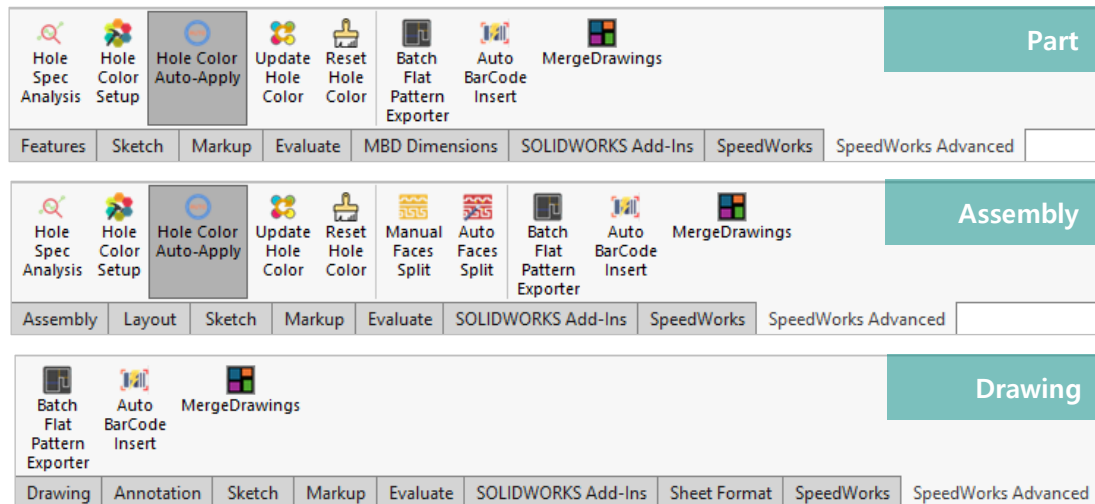 Part
Hole Hole Hole Color Update Reset Batch Auto MergeDrawings
Spec Color Auto-Apply Hole Hole Flat BarCode
Analysis Setup Color Color Pattern Insert
Exporter
Features Sketch Markup Evaluate MBD Dimensions SOLIDWORKS Add-Ins SpeedWorks SpeedWorks Advanced
Assembly
Hole Hole Hole Color Update Reset Manual Auto Batch Auto MergeDrawings
Spec Color Auto-Apply Hole Hole Faces Faces Flat BarCode
Analysis Setup Color Color Split Split Pattern Insert
Exporter
Assembly Layout Sketch Markup Evaluate SOLIDWORKS Add-Ins SpeedWorks SpeedWorks Advanced
Drawing
Batch Auto MergeDrawings
Flat BarCode
Pattern Insert
Exporter
Drawing Annotation Sketch Markup Evaluate SOLIDWORKS Add-Ins Sheet Format SpeedWorks SpeedWorks Advanced